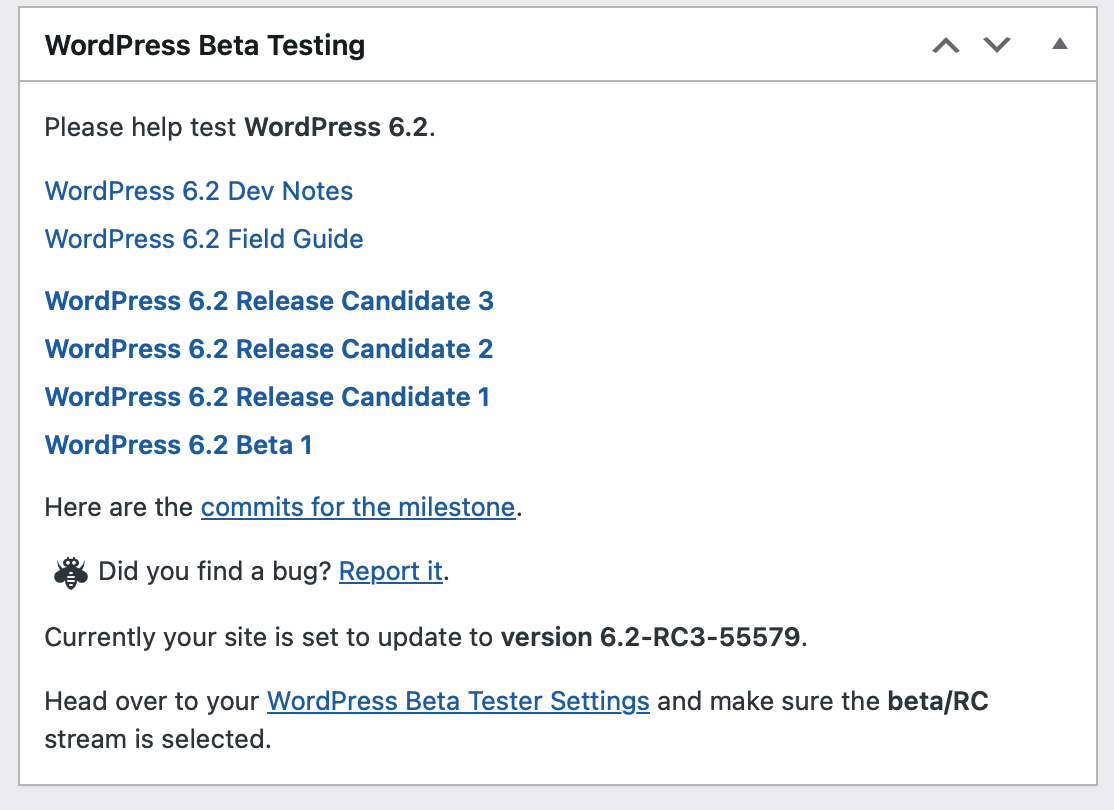 WordPress Beta Testing
Please help test WordPress 6.2.
WordPress 6.2 Dev Notes
WordPress 6.2 Field Guide
WordPress 6.2 Release Candidate 3
WordPress 6.2 Release Candidate 2
WordPress 6.2 Release Candidate 1
WordPress 6.2 Beta 1
Here are the commits for the milestone.
Did you find a bug? Report it.
Currently your site is set to update to version 6.2-RC3-55579.
Head over to your WordPress Beta Tester Settings and make sure the beta/RC
stream is selected.